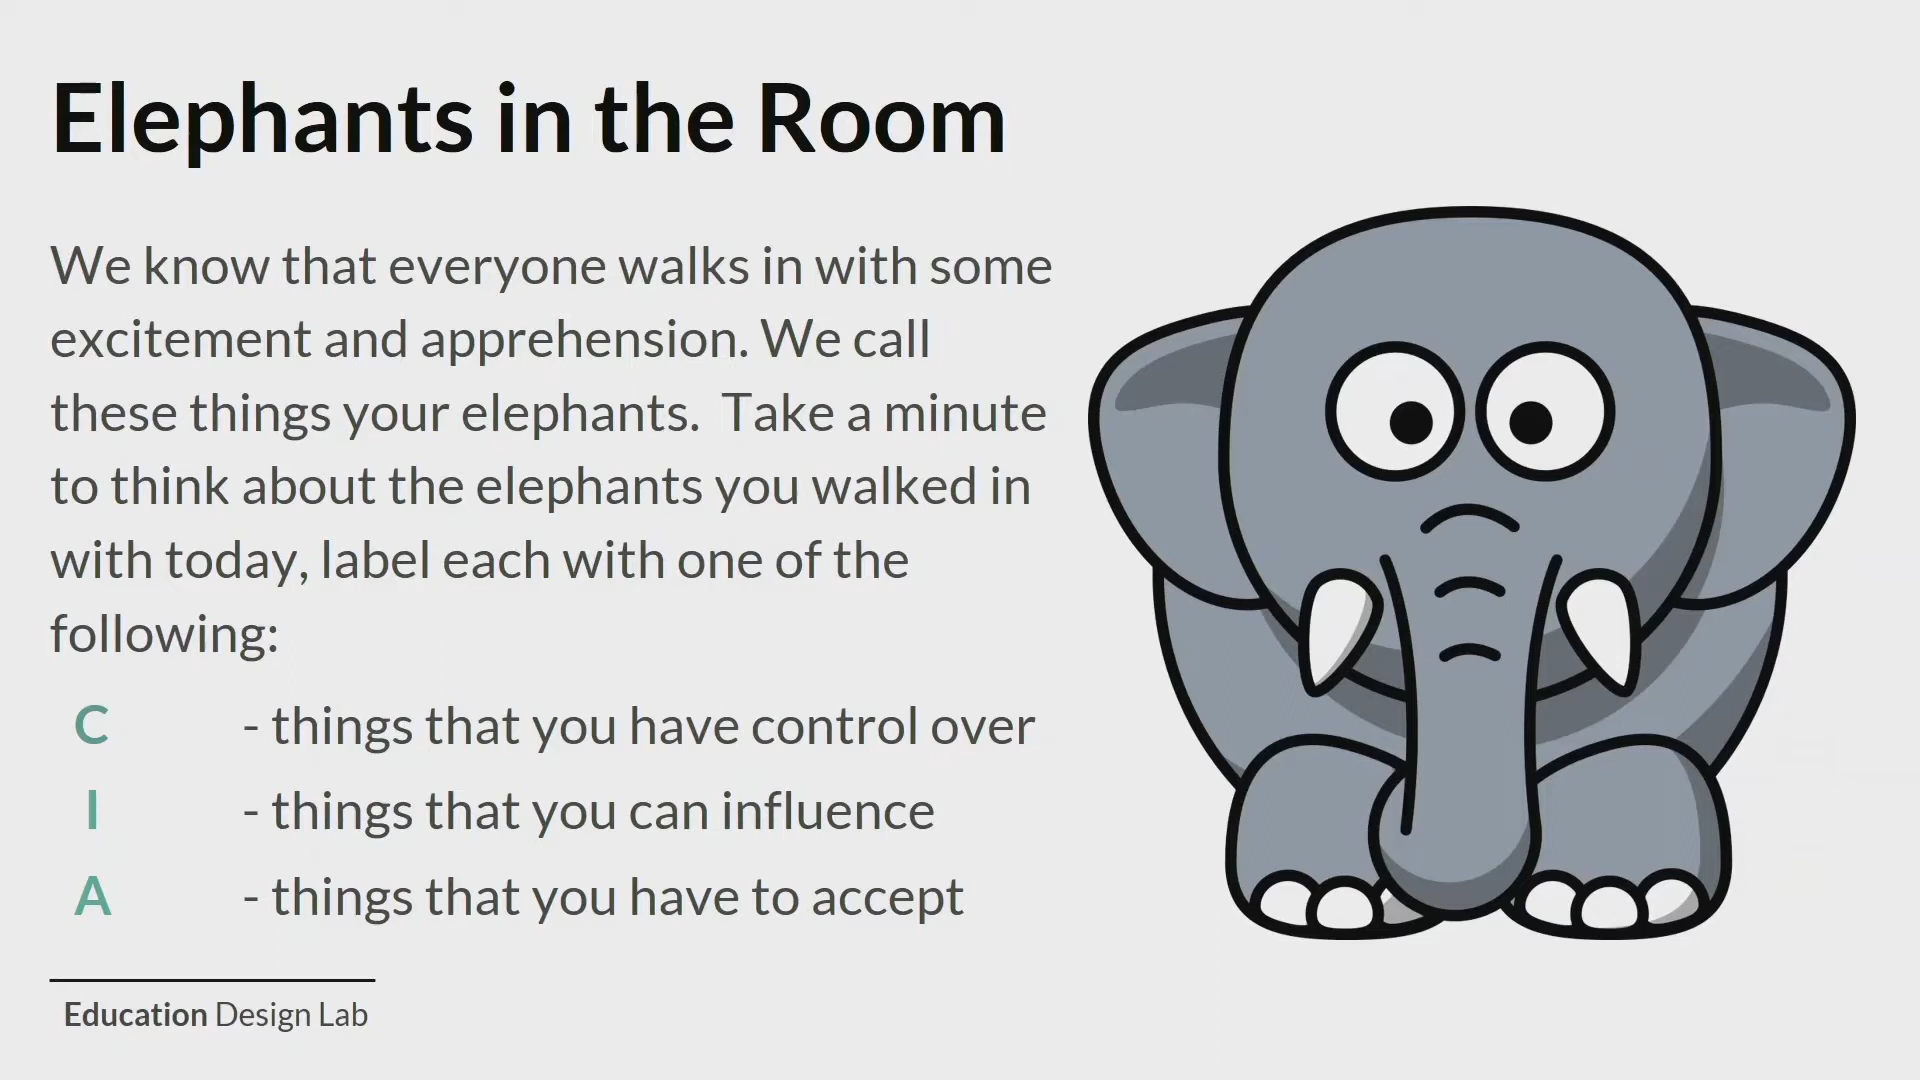 Elephants in the Room
We know that everyone walks in with some
excitement and apprehension. We call
these things your elephants.  Take a minute
to think about the elephants you walked in
with today, label each with one of the
following:
C - things that you have control over
I - things that you can influence
A - things that you have to accept
Education Design Lab